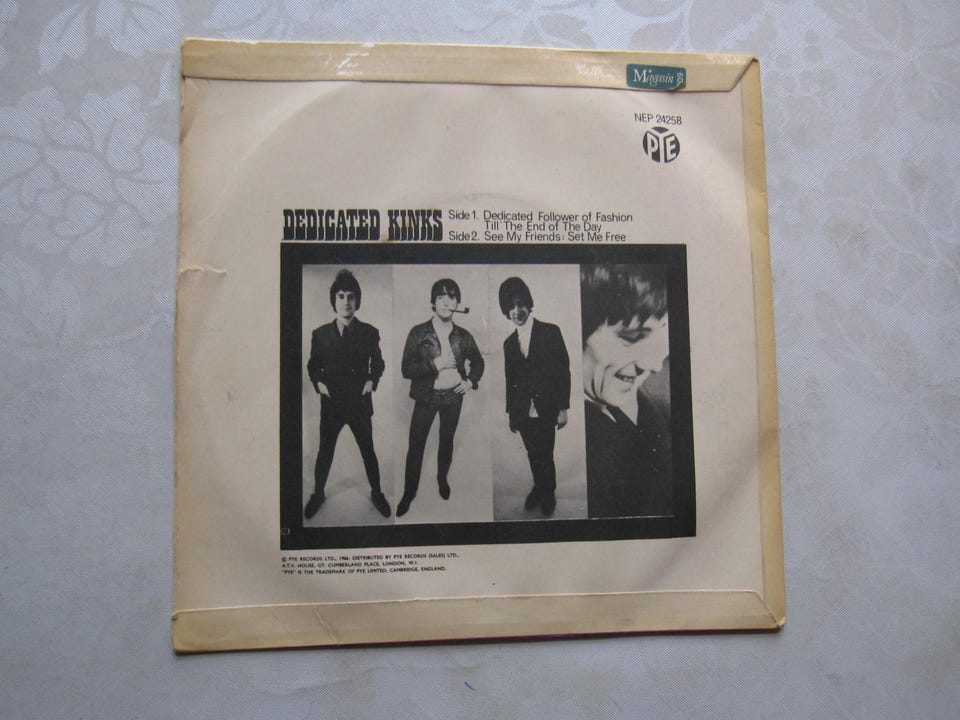 Magasin '09
NEP 24258
PYE
DEDICATED KINKS
Side 1. Dedicated Follower of Fashion
Till The End of The Day
Side 2. See My Friends: Set Me Free
© PYE RECORDS LTD., 1966: DISTRIBUTED BY PYE RECORDS (SALES) LTD.,
A.T.V. HOUSE, GT. CUMBERLAND PLACE, LONDON, W.1.
"PYE" IS THE TRADEMARK OF PYE LIMITED, CAMBRIDGE, ENGLAND.